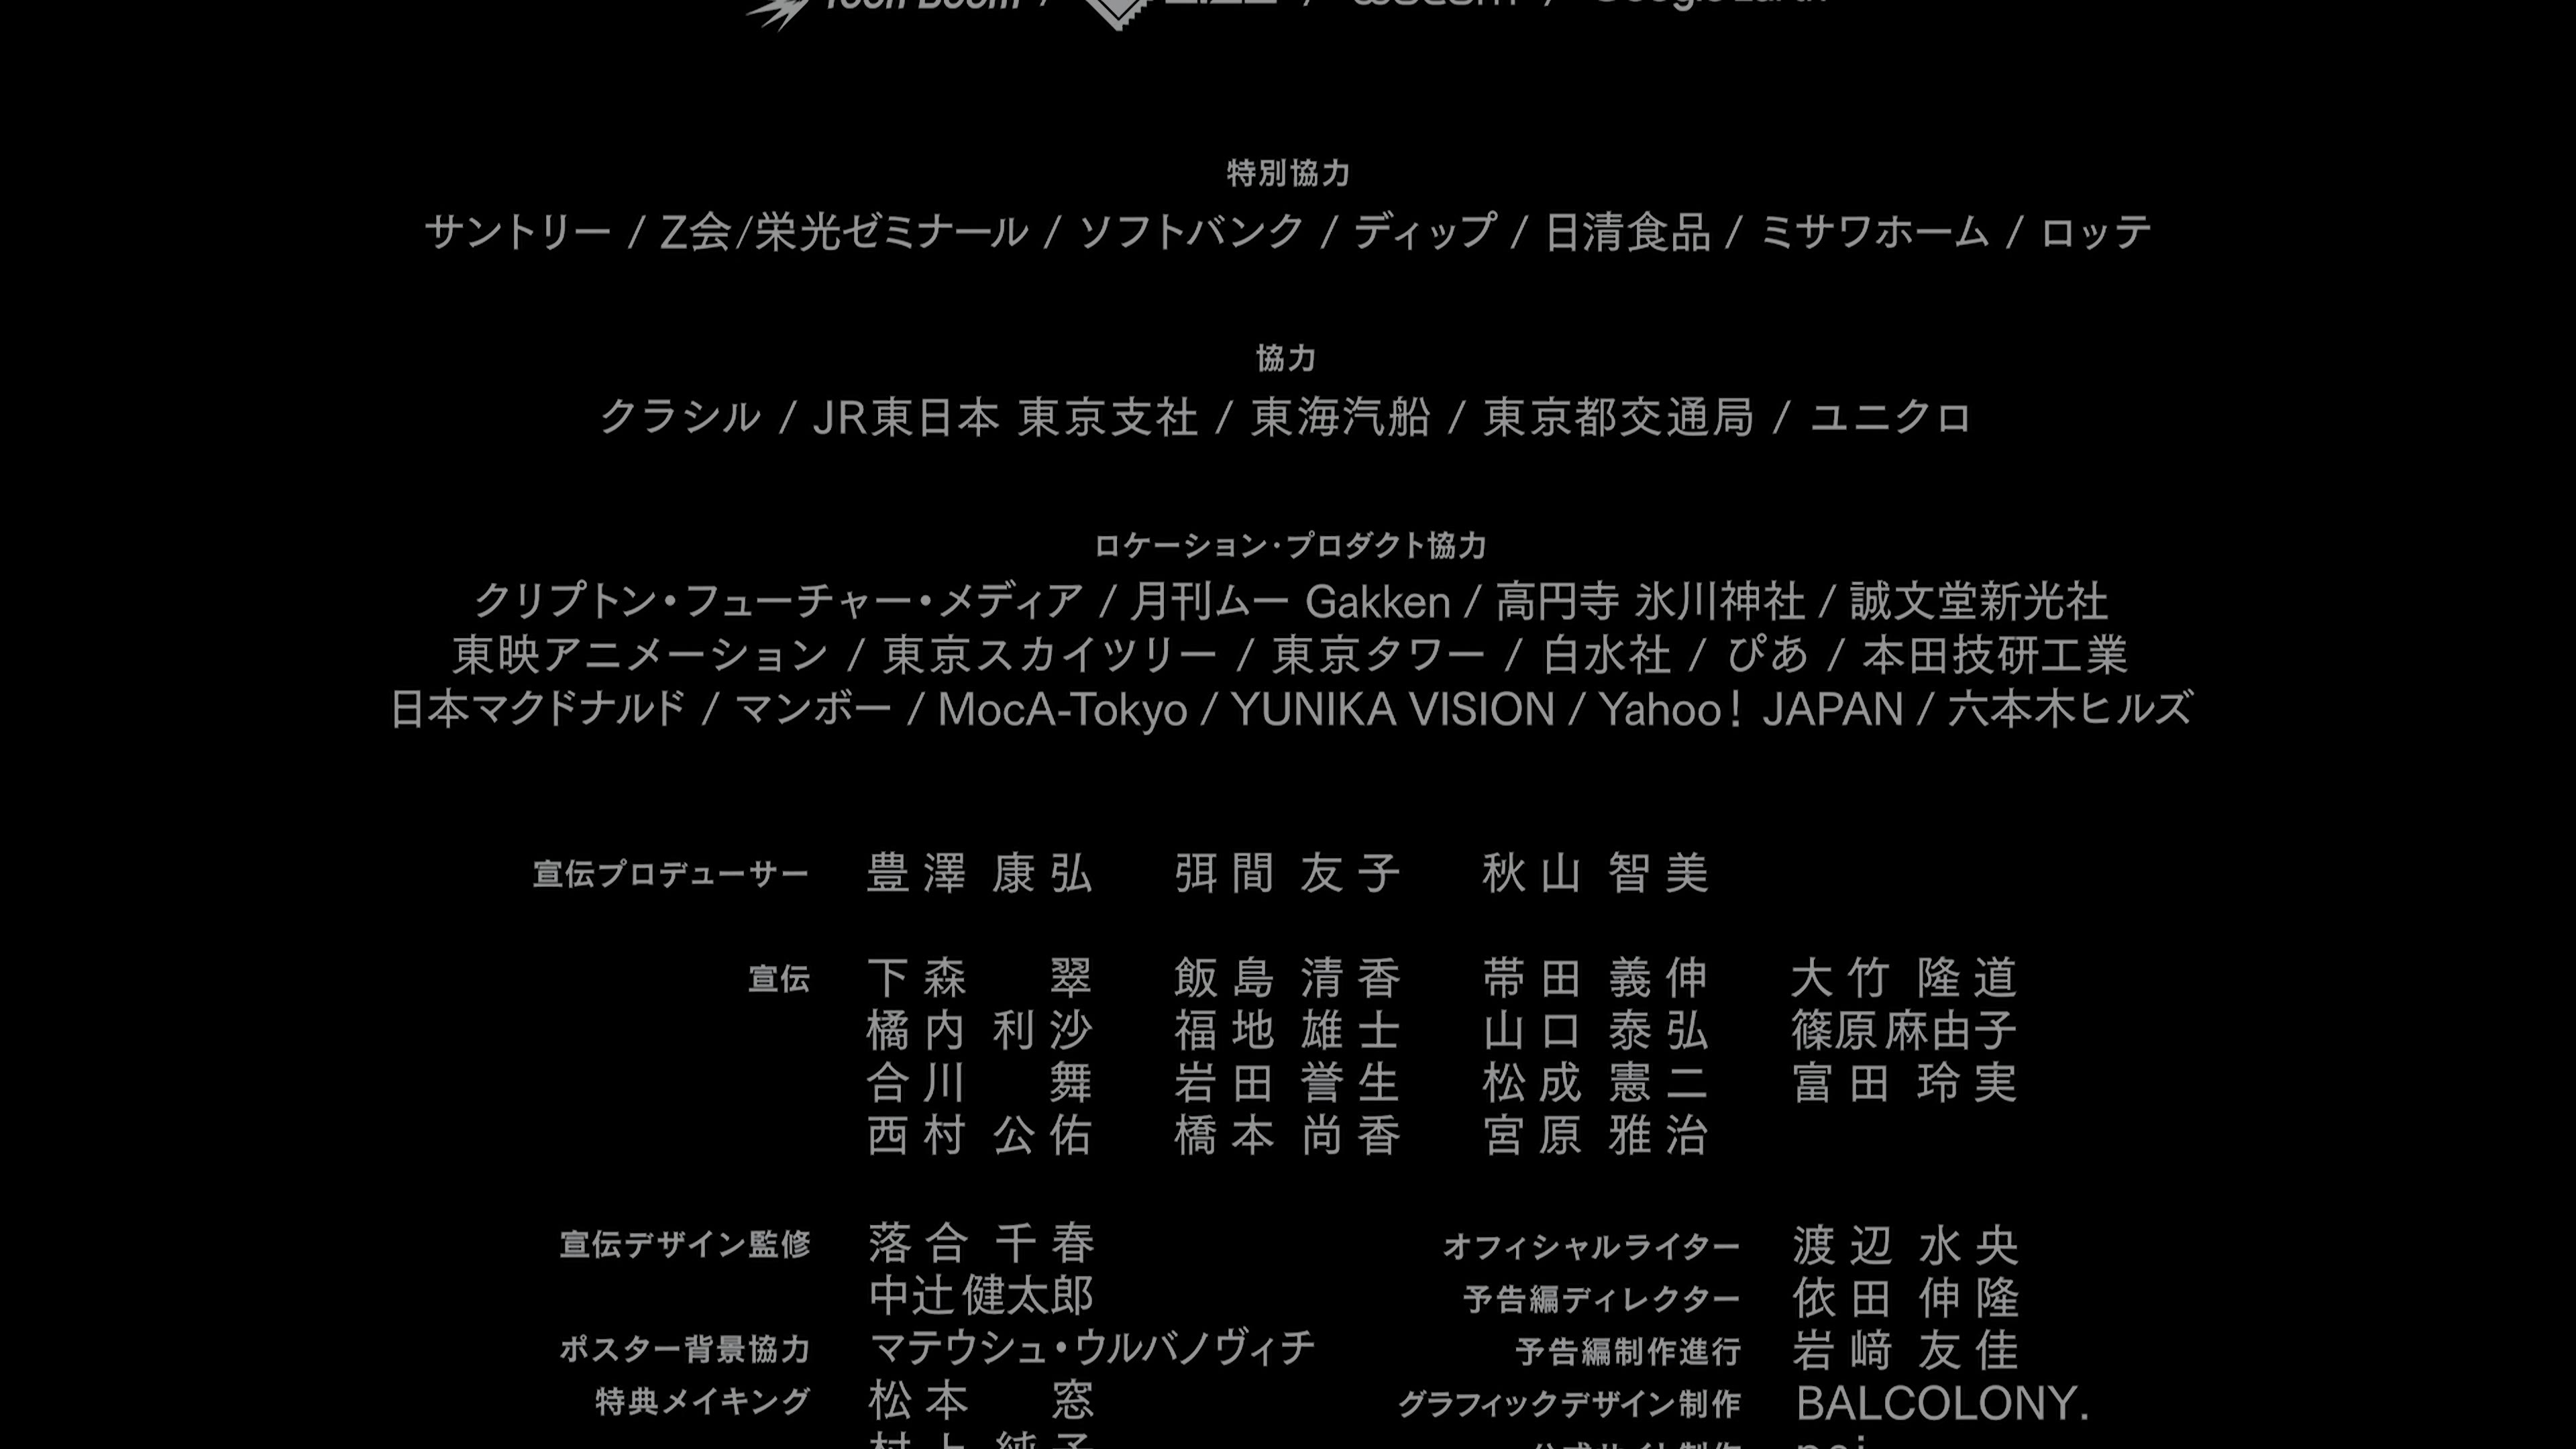 Toon Boom /
Google Earth
特別協力
サントリー / Z会/栄光ゼミナール / ソフトバンク / ディップ / 日清食品 / ミサワホーム / ロッテ
協力
クラシル / JR東日本 東京支社 / 東海汽船 / 東京都交通局 / ユニクロ
ロケーション・プロダクト協力
クリプトン・フューチャー・メディア / 月刊ムー Gakken / 高円寺 氷川神社 / 誠文堂新光社
東映アニメーション / 東京スカイツリー / 東京タワー / 白水社 / ぴあ / 本田技研工業
日本マクドナルド / マンボー / MocA-Tokyo / YUNIKA VISION / Yahoo! JAPAN / 六本木ヒルズ
宣伝プロデューサー 豊澤 康弘 弭間 友子 秋山 智美
宣伝 下森 翠 飯島 清香 帯田 義伸 大竹 隆道
橘内 利沙 福地 雄士 山口 泰弘 篠原麻由子
合川 舞 岩田 誉生 松成 憲二 富田 玲実
西村 公佑 橋本 尚香 宮原 雅治
宣伝デザイン監修 落合 千春 オフィシャルライター 渡辺 水央
中辻健太郎 予告編ディレクター 依田 伸隆
ポスター背景協力 マテウシュ・ウルバノヴィチ 予告編制作進行 岩﨑 友佳
特典メイキング 松本 窓 グラフィックデザイン制作 BALCOLONY.